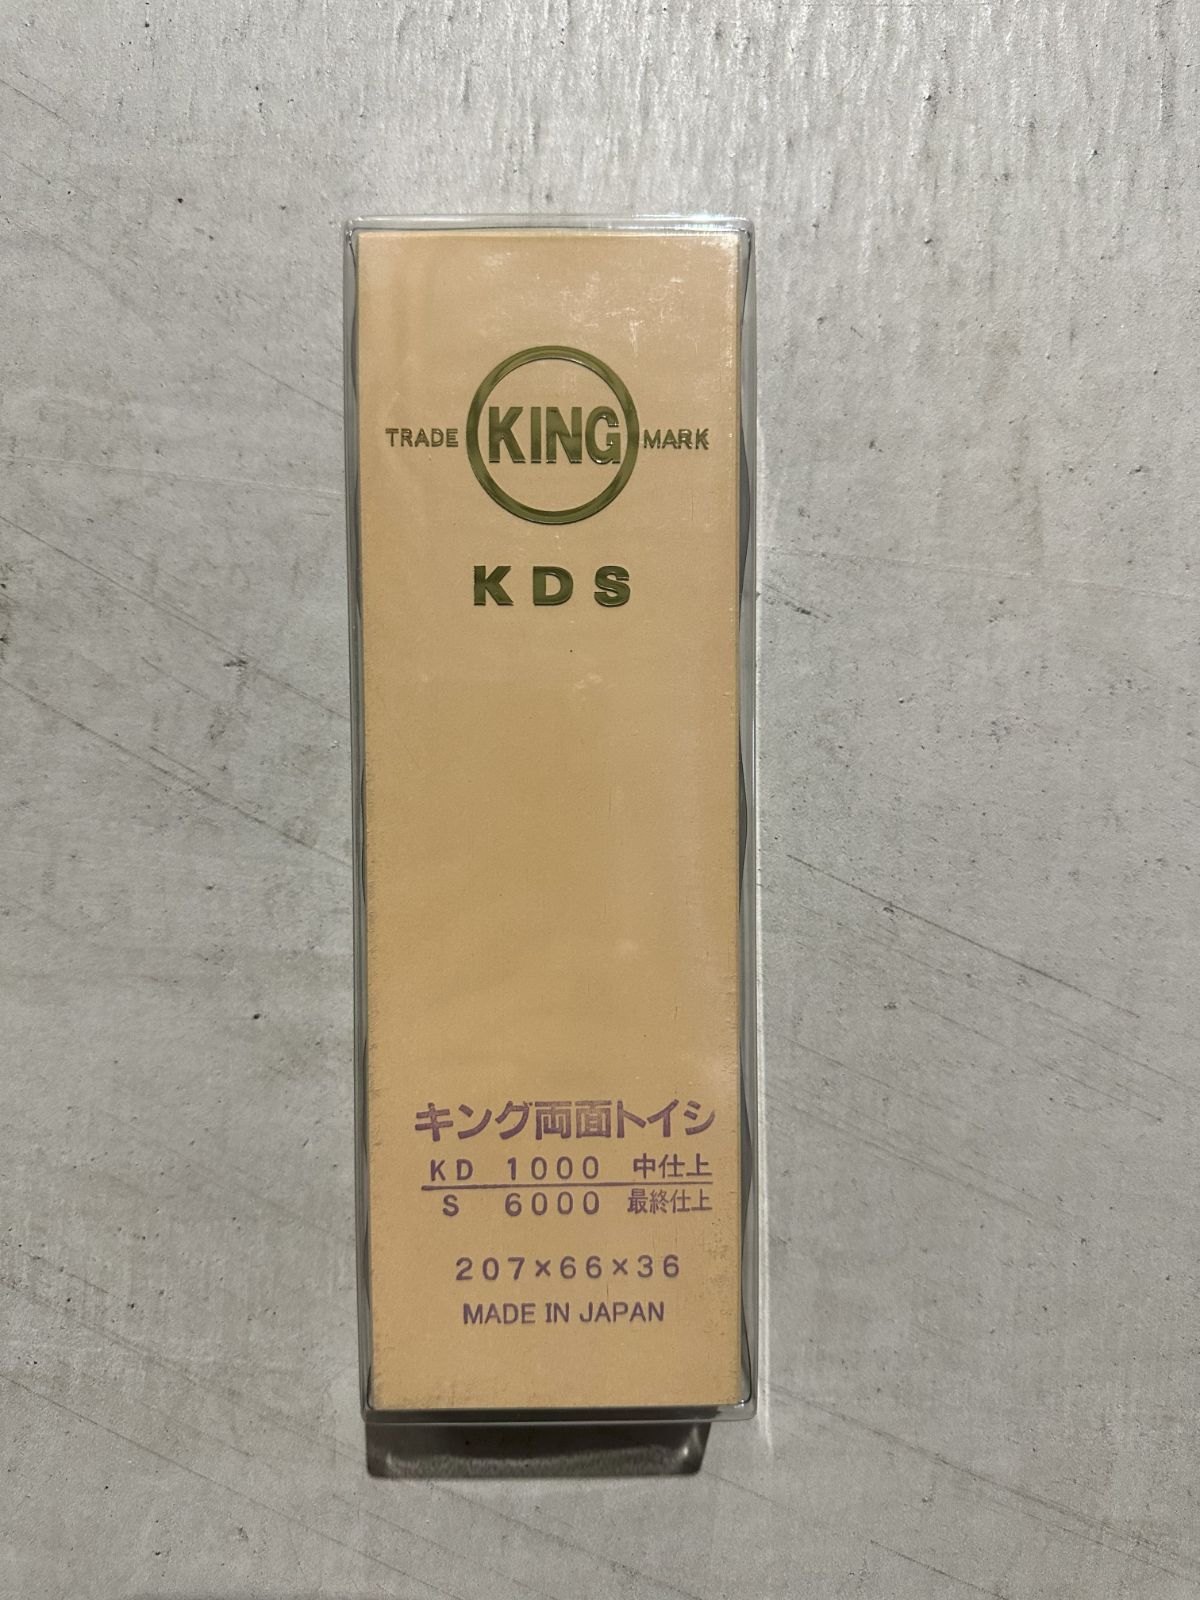 TRADE KING MARK
KDS
キング両面トイシ
KD 1000 中仕上
S 6000 最終仕上
207×66×36
MADE IN JAPAN